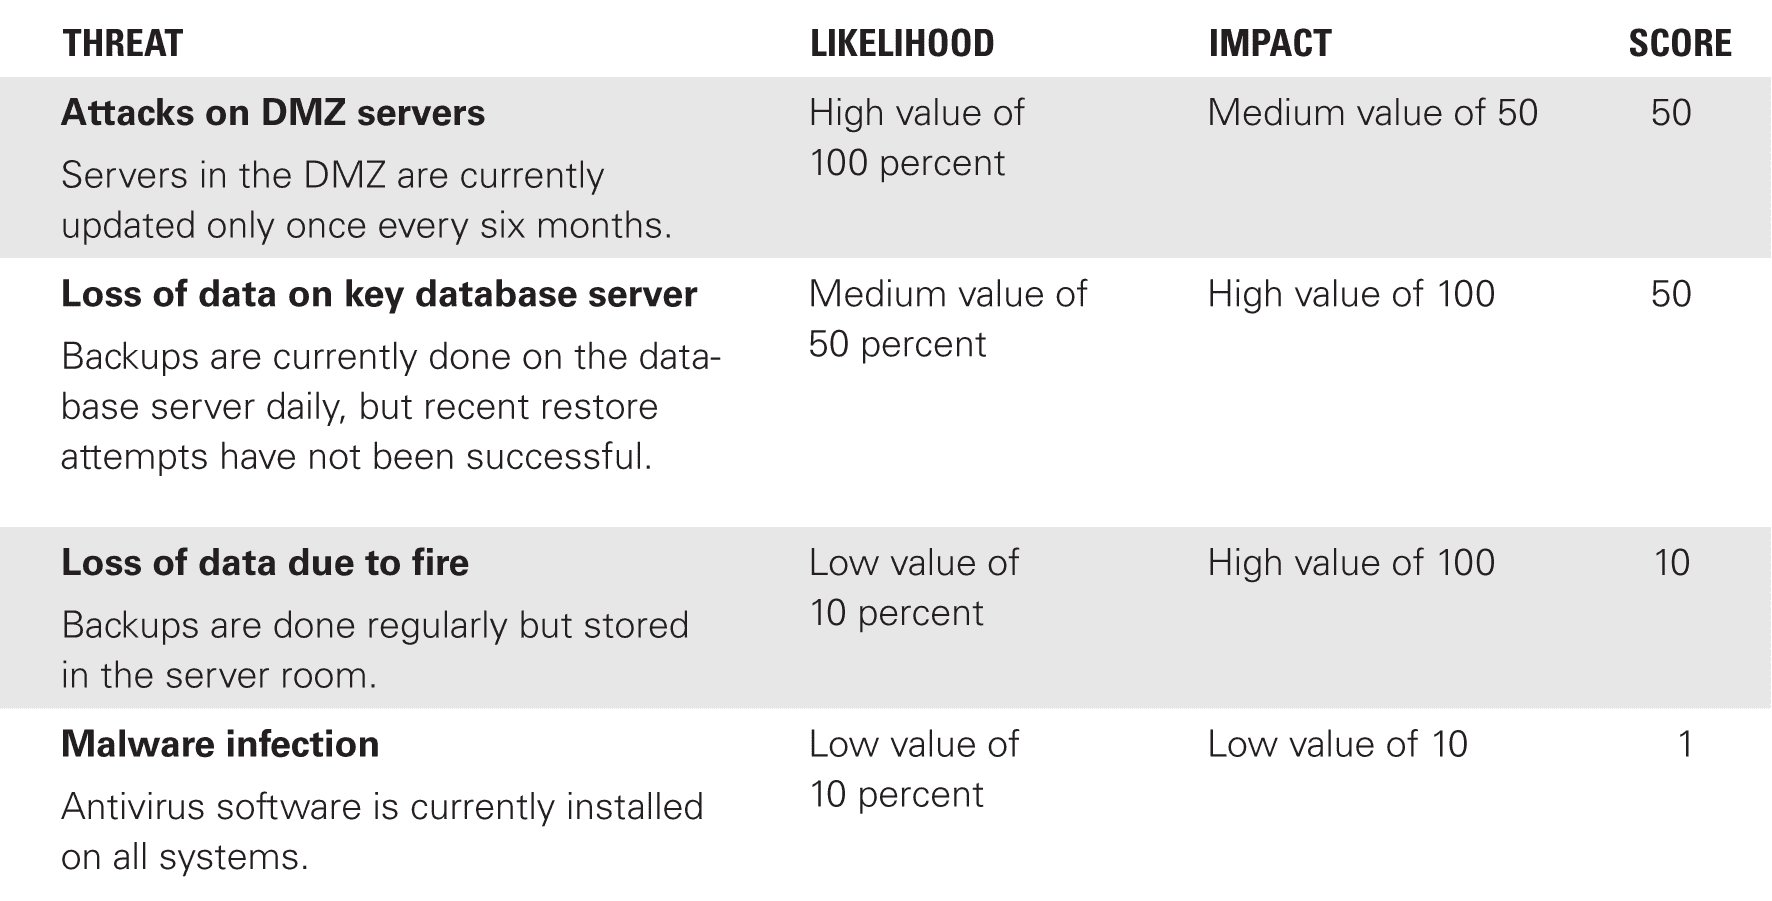 THREAT LIKELIHOOD IMPACT SCORE
Attacks on DMZ servers High value of Medium value of 50 50
100 percent
Servers in the DMZ are currently
updated only once every six months.
Loss of data on key database server Medium value of High value of 100 50
50 percent
Backups are currently done on the data-
base server daily, but recent restore
attempts have not been successful.
Loss of data due to fire Low value of High value of 100 10
10 percent
Backups are done regularly but stored
in the server room.
Malware infection Low value of Low value of 10 1
10 percent
Antivirus software is currently installed
on all systems.